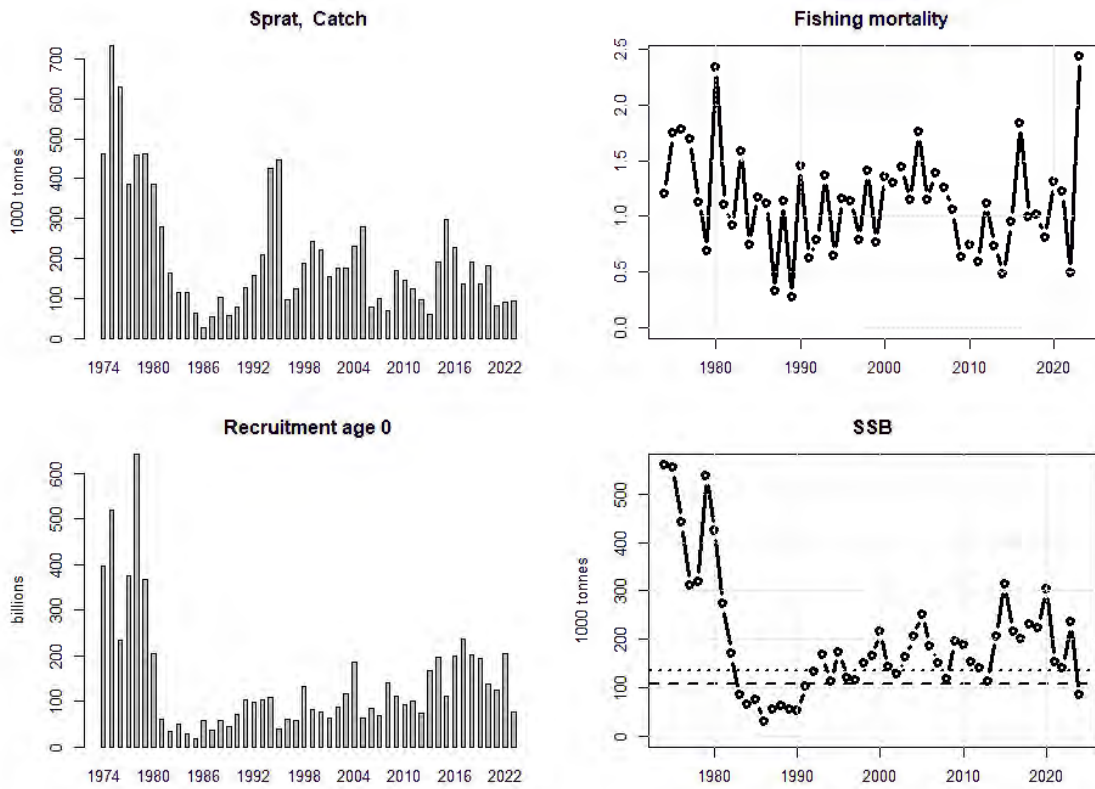 Sprat, Catch
1000 tonnes
0 100 200 300 400 500 600 700
1974 1980 1986 1992 1998 2004 2010 2016 2022
Fishing mortality
0.0 0.5 1.0 1.5 2.0 2.5
1980 1990 2000 2010 2020
Recruitment age 0
billions
0 100 200 300 400 500 600
1974 1980 1986 1992 1998 2004 2010 2016 2022
SSB
1000 tonnes
0 100 200 300 400 500
1980 1990 2000 2010 2020